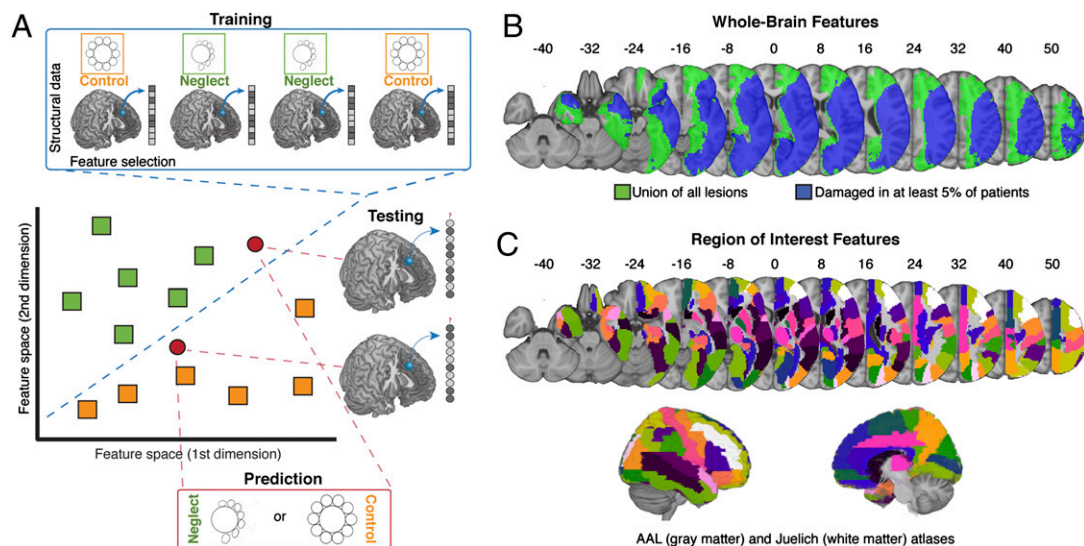 A
Training
Control
Neglect
Neglect
Control
Structural data
Feature selection
Feature space (2nd dimension)
Testing
Feature space (1st dimension)
Prediction
Neglect
or
Control
B
Whole-Brain Features
-40 -32 -24 -16 -8 0 8 16 24 32 40 50
Union of all lesions
Damaged in at least 5% of patients
C
Region of Interest Features
-40 -32 -24 -16 -8 0 8 16 24 32 40 50
AAL (gray matter) and Juelich (white matter) atlases